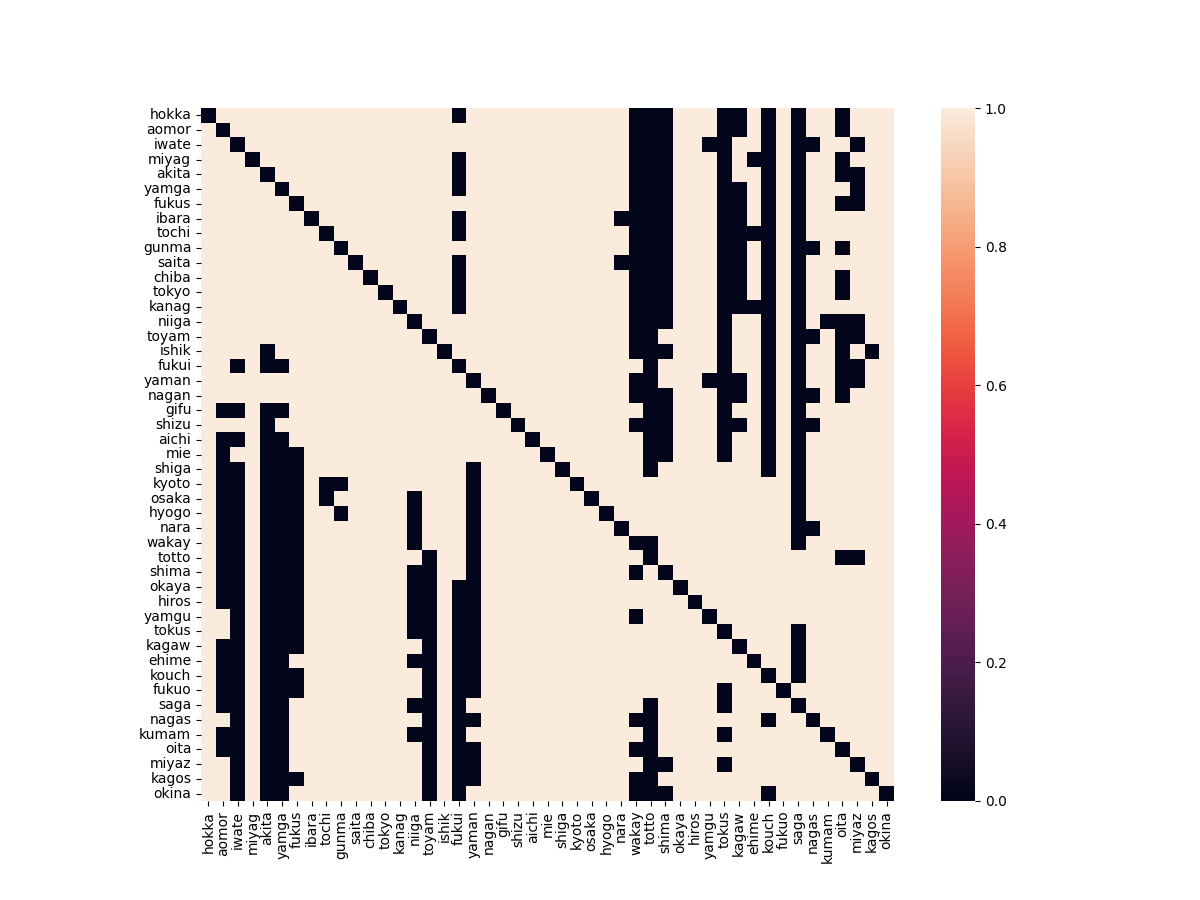 hokka
aomor
iwate
miyag
akita
yamga
fukus
ibara
tochi
gunma
saita
chiba
tokyo
kanag
niiga
toyam
ishik
fukui
yaman
nagan
gifu
shizu
aichi
mie
shiga
kyoto
osaka
hyogo
nara
wakay
totto
shima
okaya
hiros
yamgu
tokus
kagaw
ehime
kouch
fukuo
saga
nagas
kumam
oita
miyaz
kagos
okina
hokka
aomor
iwate
miyag
akita
yamga
fukus
ibara
tochi
gunma
saita
chiba
tokyo
kanag
niiga
toyam
ishik
fukui
yaman
nagan
gifu
shizu
aichi
mie
shiga
kyoto
osaka
hyogo
nara
wakay
totto
shima
okaya
hiros
yamgu
tokus
kagaw
ehime
kouch
fukuo
saga
nagas
kumam
oita
miyaz
kagos
okina
1.0
0.8
0.6
0.4
0.2
0.0